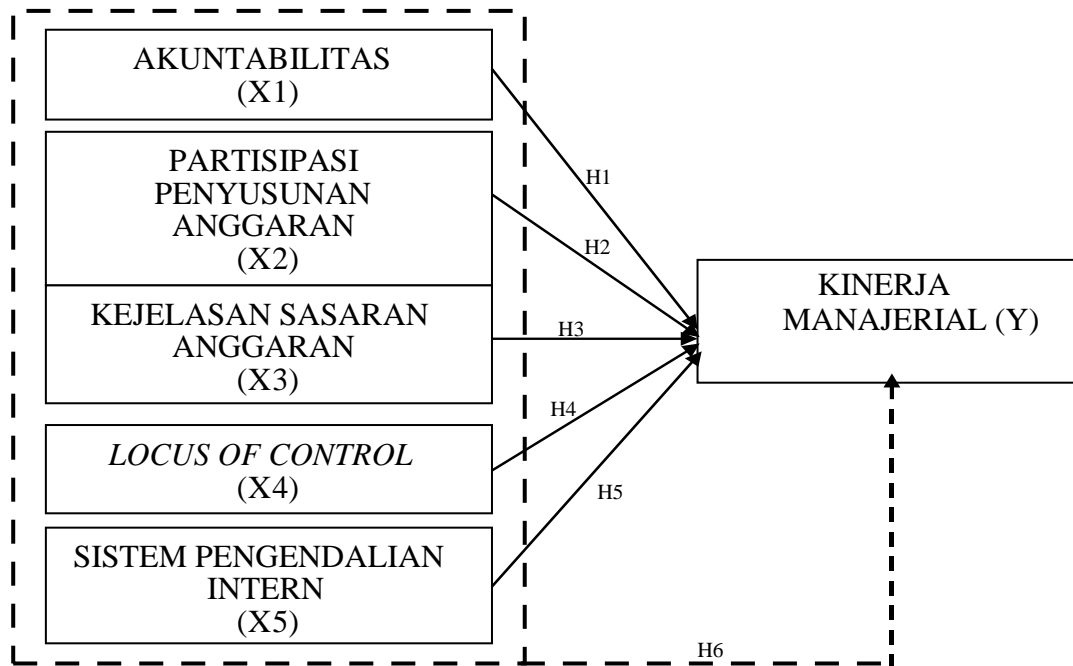 AKUNTABILITAS
(X1)
PARTISIPASI
PENYUSUNAN
ANGGARAN
(X2)
KEJELASAN SASARAN
ANGGARAN
(X3)
LOCUS OF CONTROL
(X4)
SISTEM PENGENDALIAN
INTERN
(X5)
H1
H2
H3
H4
H5
KINERJA
MANAJERIAL (Y)
H6